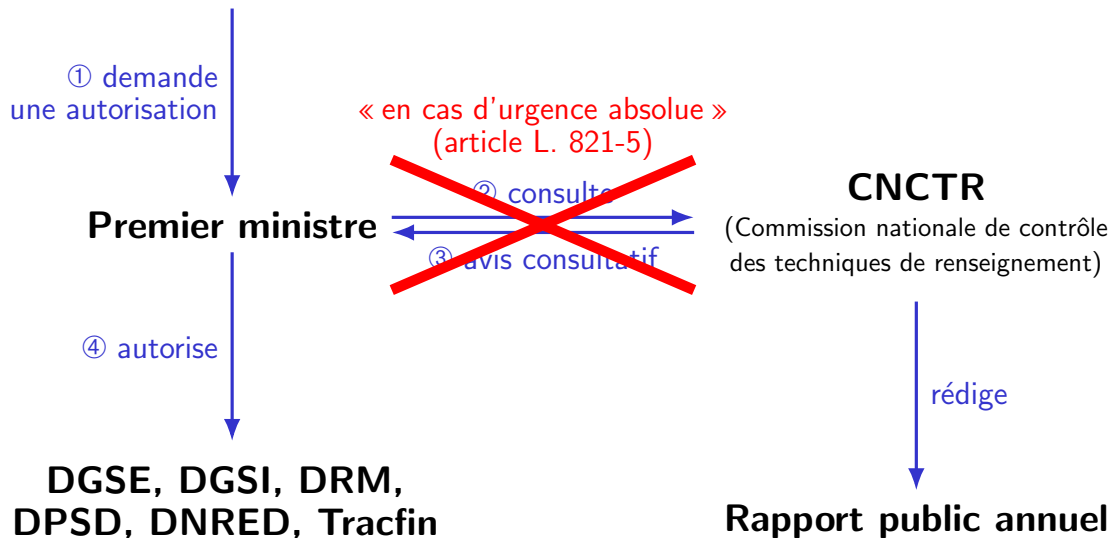 ① demande
une autorisation
« en cas d'urgence absolue »
(article L. 821-5)
② consulte
Premier ministre
③ avis consultatif
CNCTR
(Commission nationale de contrôle
des techniques de renseignement)
④ autorise
rédige
DGSE, DGSI, DRM,
DPSD, DNRED, Tracfin
Rapport public annuel